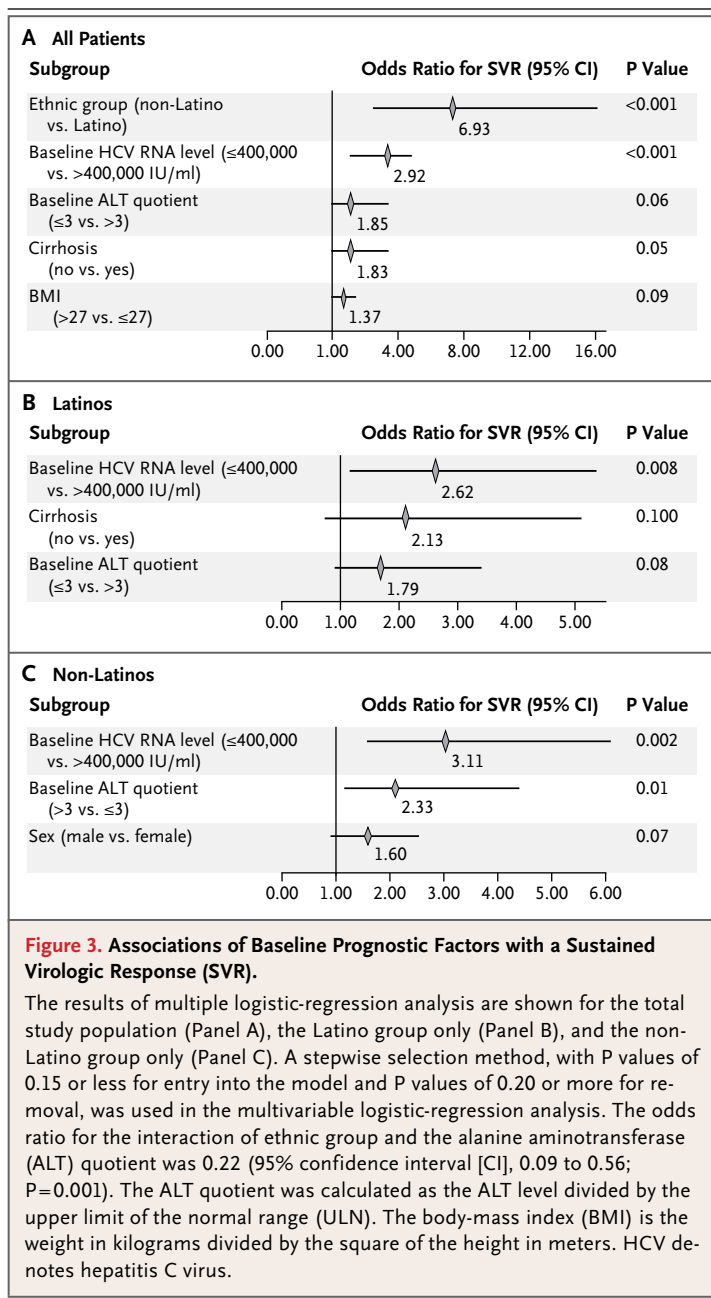 A All Patients
Subgroup Odds Ratio for SVR (95% CI) P Value
Ethnic group (non-Latino
vs. Latino)
6.93
<0.001
Baseline HCV RNA level (≤400,000
vs. >400,000 IU/ml)
2.92
<0.001
Baseline ALT quotient
(≤3 vs. >3)
1.85
0.06
Cirrhosis
(no vs. yes)
1.83
0.05
BMI
(>27 vs. ≤27)
1.37
0.09
0.00 1.00 4.00 8.00 12.00 16.00
B Latinos
Subgroup Odds Ratio for SVR (95% CI) P Value
Baseline HCV RNA level (≤400,000
vs. >400,000 IU/ml)
2.62
0.008
Cirrhosis
(no vs. yes)
2.13
0.100
Baseline ALT quotient
(≤3 vs. >3)
1.79
0.08
0.00 1.00 2.00 3.00 4.00 5.00
C Non-Latinos
Subgroup Odds Ratio for SVR (95% CI) P Value
Baseline HCV RNA level (≤400,000
vs. >400,000 IU/ml)
3.11
0.002
Baseline ALT quotient
(>3 vs. ≤3)
2.33
0.01
Sex (male vs. female)
1.60
0.07
0.00 1.00 2.00 3.00 4.00 5.00 6.00
Figure 3. Associations of Baseline Prognostic Factors with a Sustained
Virologic Response (SVR).
The results of multiple logistic-regression analysis are shown for the total
study population (Panel A), the Latino group only (Panel B), and the non-
Latino group only (Panel C). A stepwise selection method, with P values of
0.15 or less for entry into the model and P values of 0.20 or more for re-
moval, was used in the multivariable logistic-regression analysis. The odds
ratio for the interaction of ethnic group and the alanine aminotransferase
(ALT) quotient was 0.22 (95% confidence interval [CI], 0.09 to 0.56;
P=0.001). The ALT quotient was calculated as the ALT level divided by the
upper limit of the normal range (ULN). The body-mass index (BMI) is the
weight in kilograms divided by the square of the height in meters. HCV de-
notes hepatitis C virus.